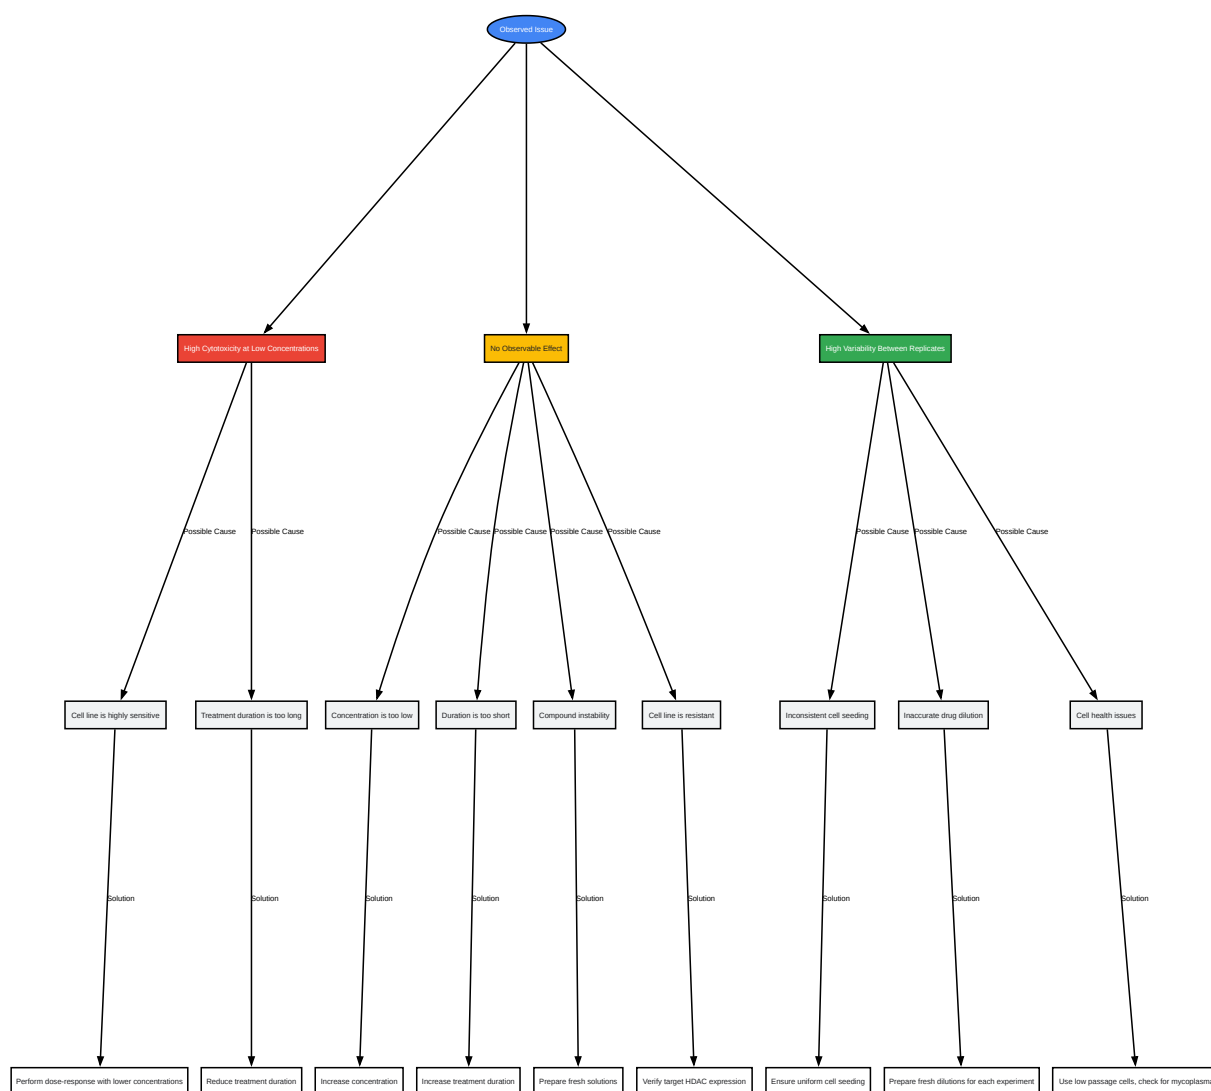 Observed Issue
High Cytotoxicity at Low Concentrations
No Observable Effect
High Variability Between Replicates
Possible Cause
Possible Cause
Possible Cause
Possible Cause
Possible Cause
Possible Cause
Possible Cause
Possible Cause
Possible Cause
Cell line is highly sensitive
Treatment duration is too long
Concentration is too low
Duration is too short
Compound instability
Cell line is resistant
Inconsistent cell seeding
Inaccurate drug dilution
Cell health issues
Solution
Solution
Solution
Solution
Solution
Solution
Solution
Solution
Solution
Perform dose-response with lower concentrations
Reduce treatment duration
Increase concentration
Increase treatment duration
Prepare fresh solutions
Verify target HDAC expression
Ensure uniform cell seeding
Prepare fresh dilutions for each experiment
Use low passage cells, check for mycoplasma